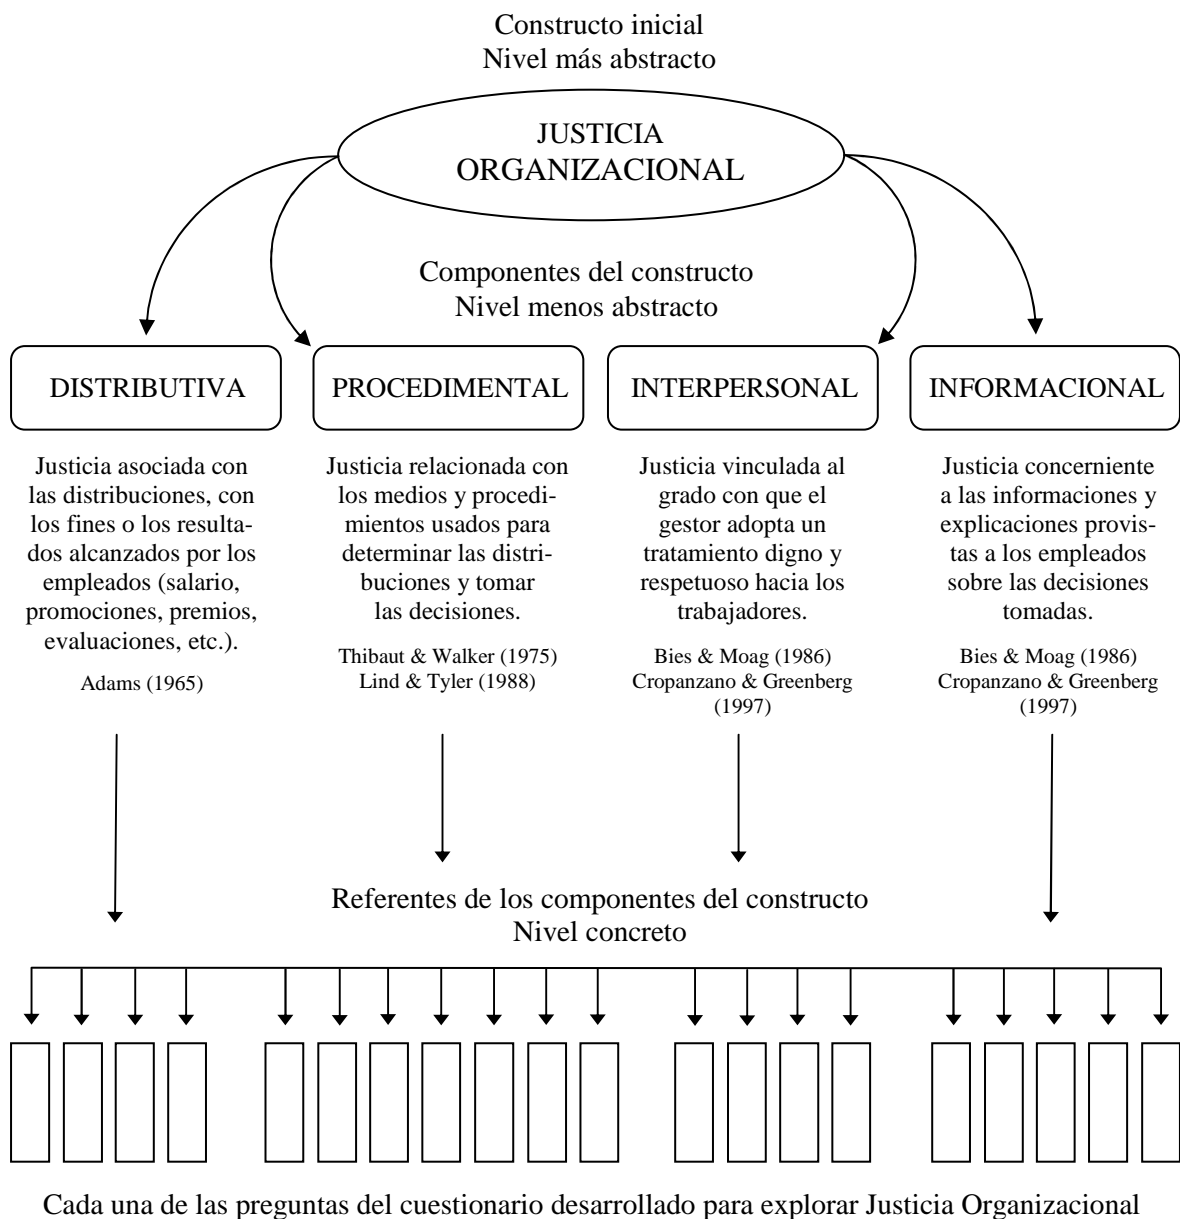 Constructo inicial
Nivel más abstracto
JUSTICIA
ORGANIZACIONAL
Componentes del constructo
Nivel menos abstracto
DISTRIBUTIVA
Justicia asociada con
las distribuciones, con
los fines o los resulta-
dos alcanzados por los
empleados (salario,
promociones, premios,
evaluaciones, etc.).
Adams (1965)
PROCEDIMENTAL
Justicia relacionada con
los medios y procedi-
mientos usados para
determinar las distri-
buciones y tomar
las decisiones.
Thibaut & Walker (1975)
Lind & Tyler (1988)
INTERPERSONAL
Justicia vinculada al
grado con que el
gestor adopta un
tratamiento digno y
respetuoso hacia los
trabajadores.
Bies & Moag (1986)
Cropanzano & Greenberg
(1997)
INFORMACIONAL
Justicia concerniente
a las informaciones y
explicaciones provis-
tas a los empleados
sobre las decisiones
tomadas.
Bies & Moag (1986)
Cropanzano & Greenberg
(1997)
Referentes de los componentes del constructo
Nivel concreto
Cada una de las preguntas del cuestionario desarrollado para explorar Justicia Organizacional